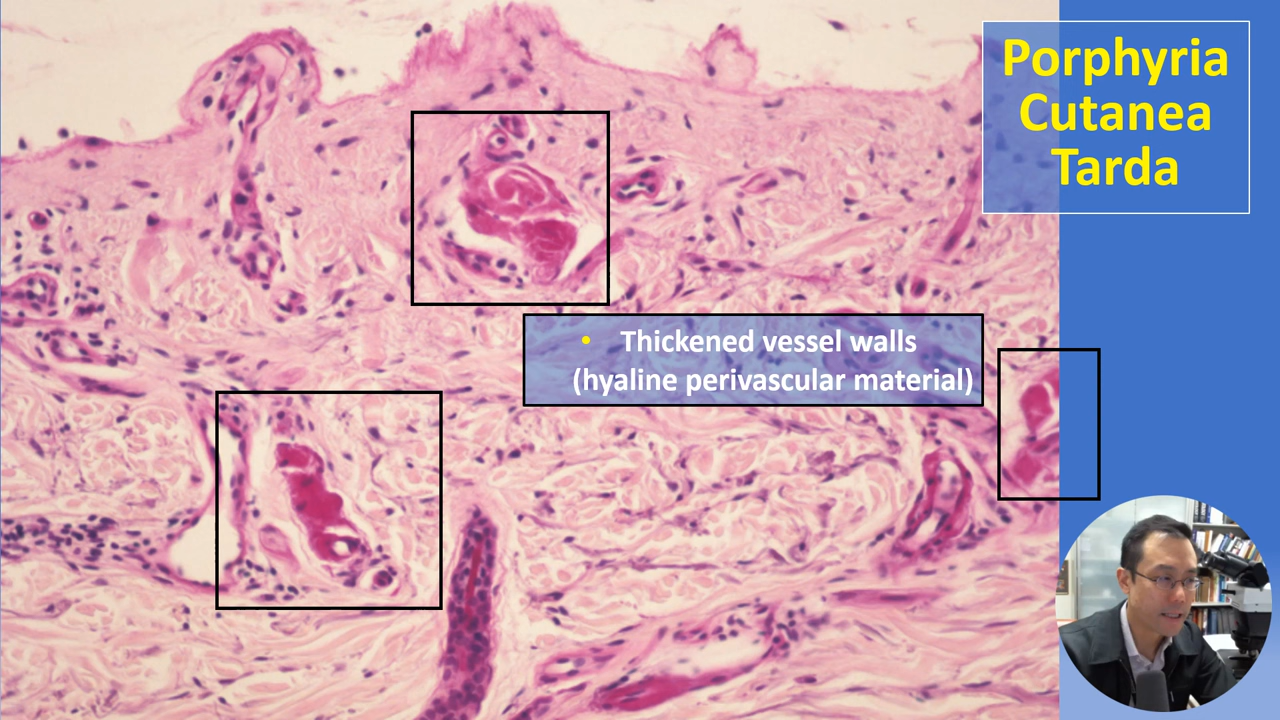 Porphyria
Cutanea
Tarda
• Thickened vessel walls
(hyaline perivascular material)